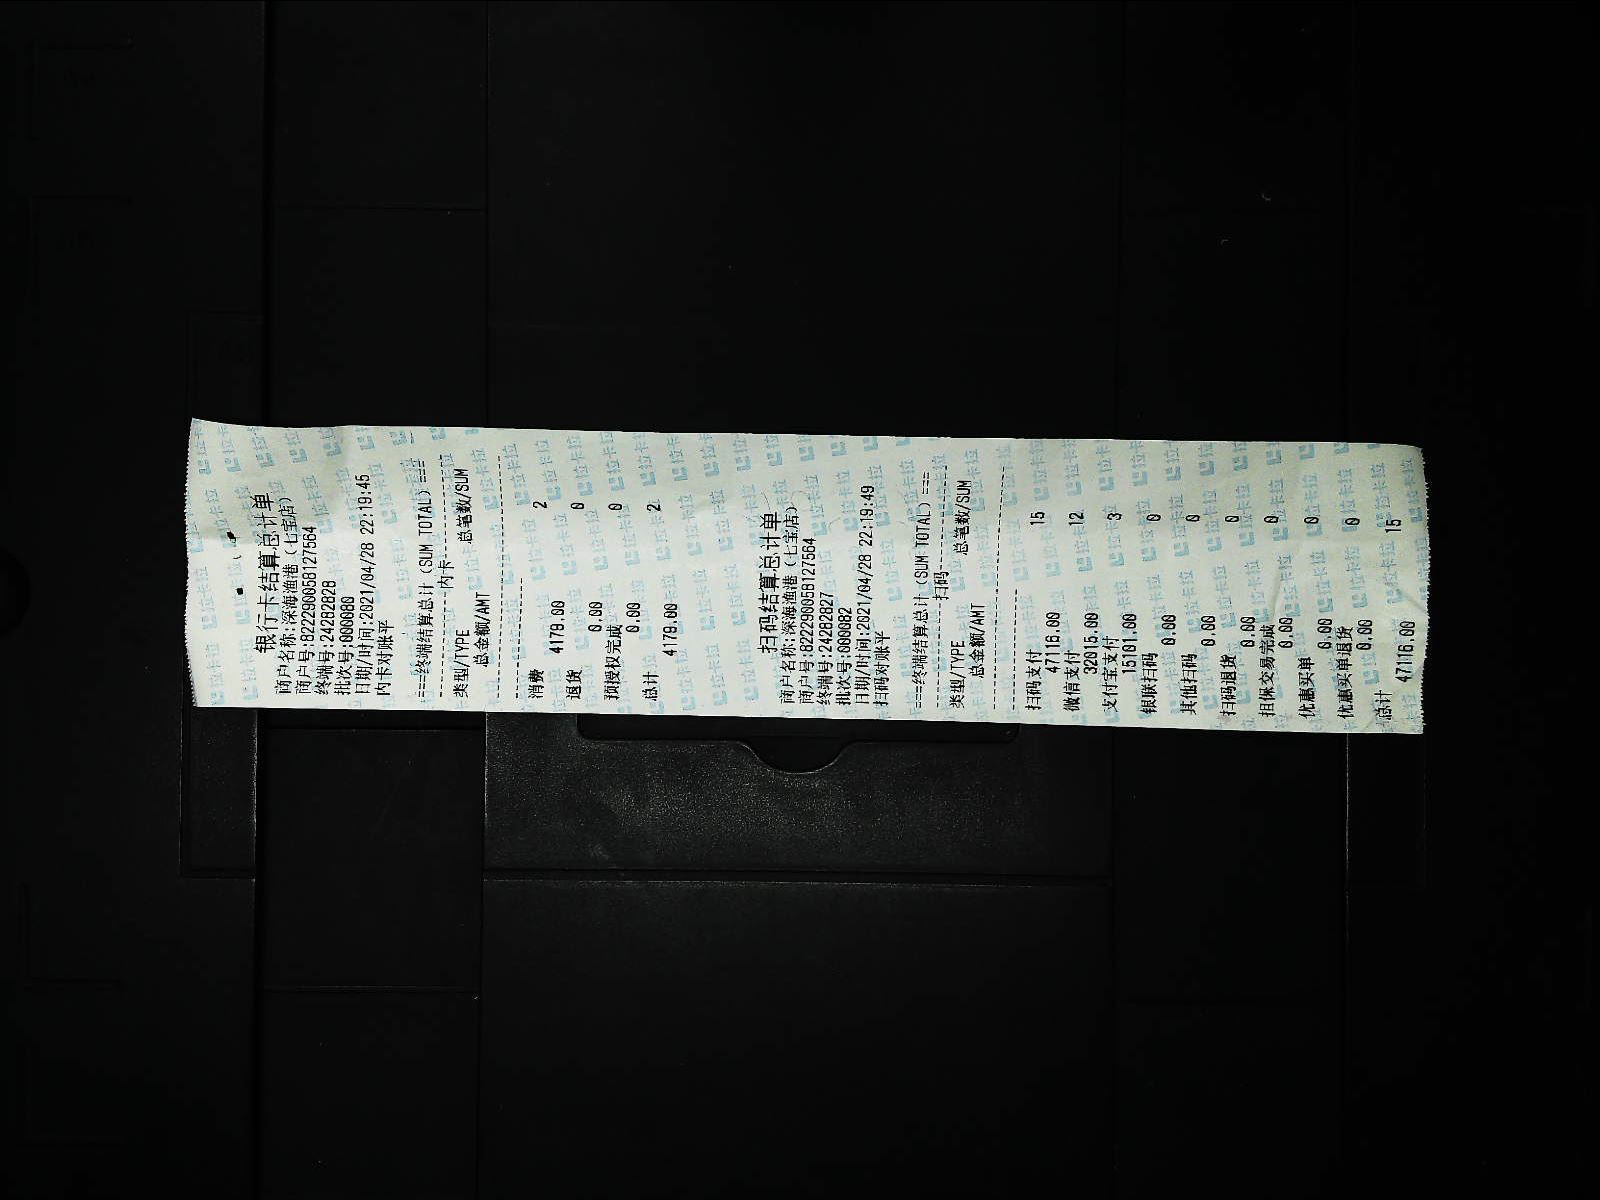 银行卡结算总计单
商户名称:深海渔港（七宝店）
商户号:822290058127564
终端号:24282828
批次号:000080
日期/时间:2021/04/28 22:19:45
内卡对账平
===终端结算总计(SUM TOTAL)===
---------------内卡---------------
类型/TYPE 总笔数/SUM
总金额/AMT
消费 2
4179.00
退货 0
0.00
预授权完成 0
0.00
总计 2
4179.00
扫码结算总计单
商户名称:深海渔港（七宝店）
商户号:822290058127564
终端号:24282827
批次号:000082
日期/时间:2021/04/28 22:19:49
扫码对账平
===终端结算总计(SUM TOTAL)===
---------------扫码---------------
类型/TYPE 总笔数/SUM
总金额/AMT
扫码支付 15
47116.00
微信支付 12
32015.00
支付宝支付 3
15101.00
银联扫码 0
0.00
其他扫码 0
0.00
扫码退货 0
0.00
担保交易完成 0
0.00
优惠买单 0
0.00
优惠买单退货 0
0.00
总计 15
47116.00
拉卡拉